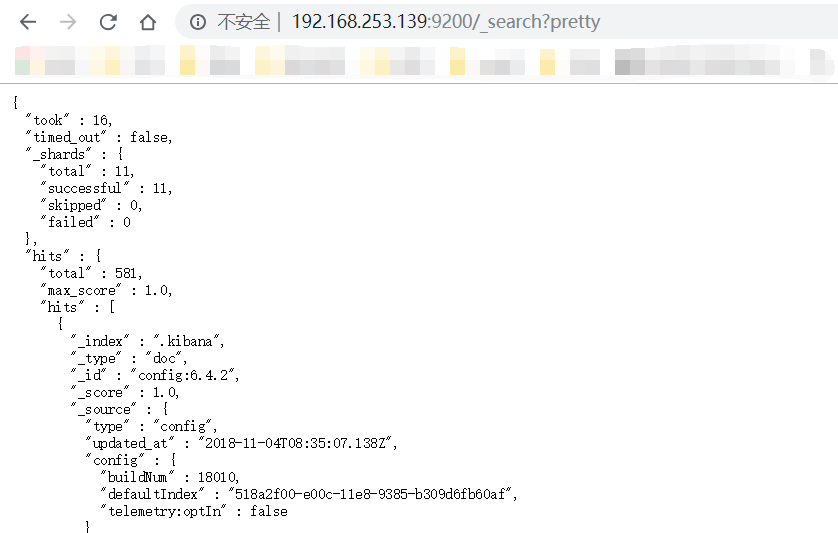 不安全 | 192.168.253.139:9200/_search?pretty
{
"took" : 16,
"timed_out" : false,
"_shards" : {
"total" : 11,
"successful" : 11,
"skipped" : 0,
"failed" : 0
},
"hits" : {
"total" : 581,
"max_score" : 1.0,
"hits" : [
{
"_index" : ".kibana",
"_type" : "doc",
"_id" : "config:6.4.2",
"_score" : 1.0,
"_source" : {
"type" : "config",
"updated_at" : "2018-11-04T08:35:07.138Z",
"config" : {
"buildNum" : 18010,
"defaultIndex" : "518a2f00-e00c-11e8-9385-b309d6fb60af",
"telemetry:optIn" : false
}